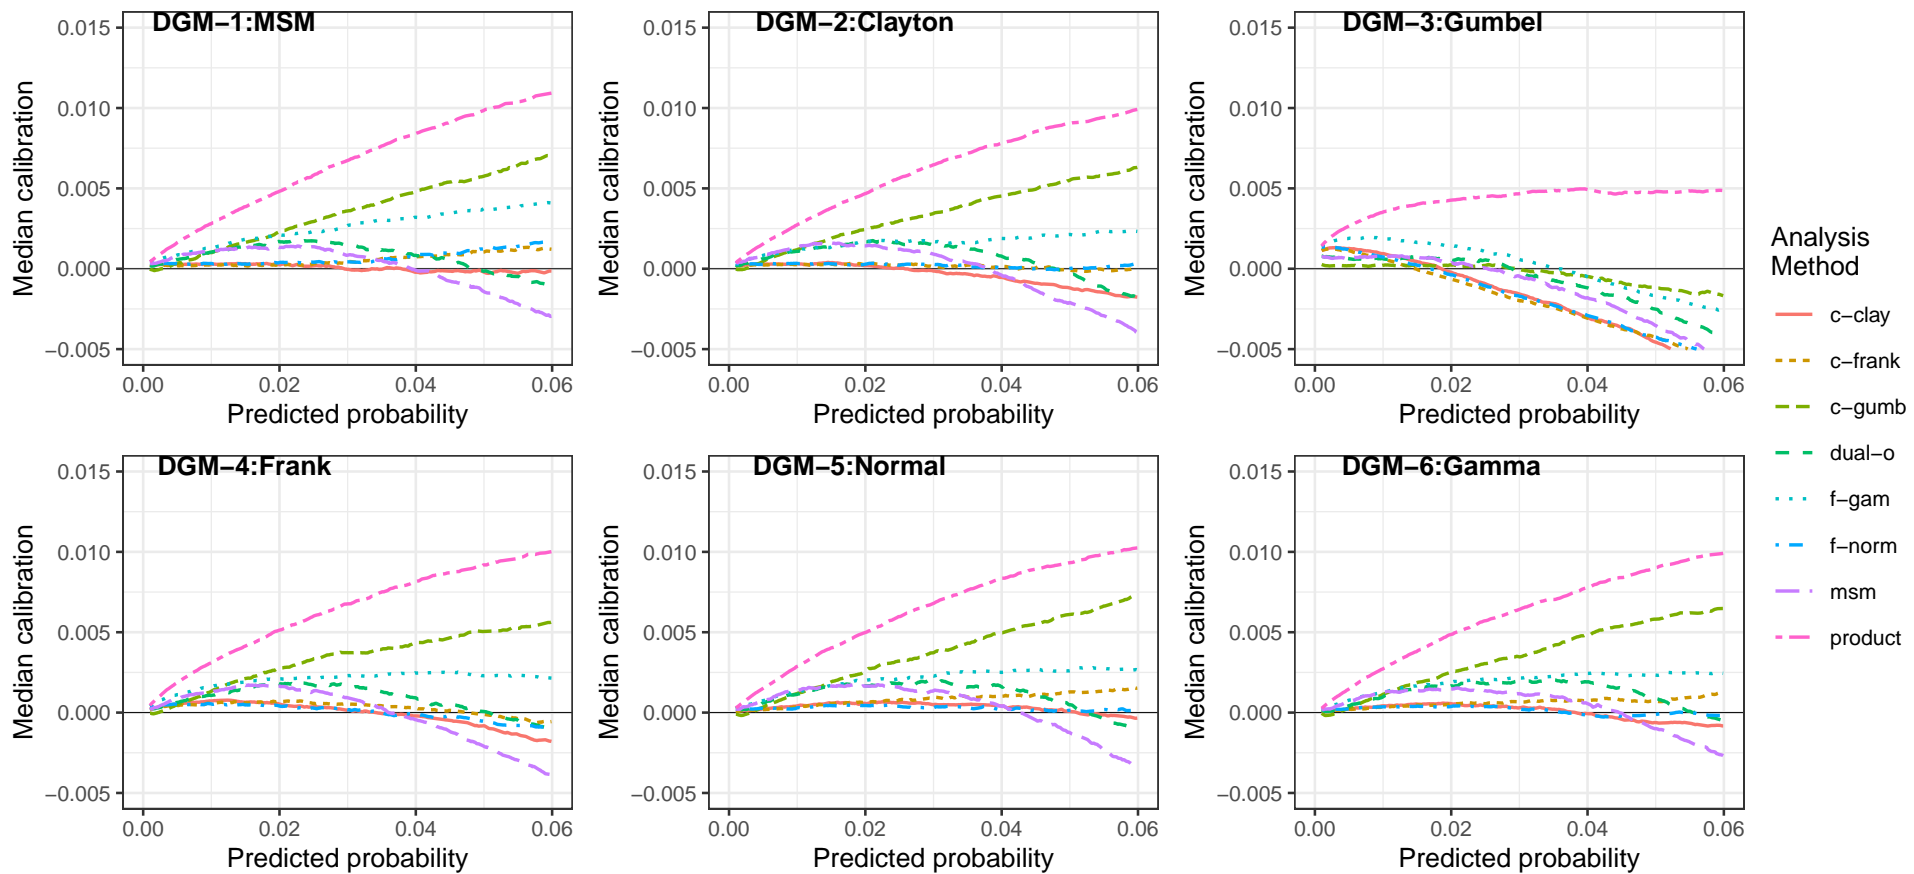 DGM−1:MSM
0.015
0.010
0.005
0.000
−0.005
Median calibration
0.00 0.02 0.04 0.06
Predicted probability
DGM−2:Clayton
0.015
0.010
0.005
0.000
−0.005
Median calibration
0.00 0.02 0.04 0.06
Predicted probability
DGM−3:Gumbel
0.015
0.010
0.005
0.000
−0.005
Median calibration
0.00 0.02 0.04 0.06
Predicted probability
DGM−4:Frank
0.015
0.010
0.005
0.000
−0.005
Median calibration
0.00 0.02 0.04 0.06
Predicted probability
DGM−5:Normal
0.015
0.010
0.005
0.000
−0.005
Median calibration
0.00 0.02 0.04 0.06
Predicted probability
DGM−6:Gamma
0.015
0.010
0.005
0.000
−0.005
Median calibration
0.00 0.02 0.04 0.06
Predicted probability
Analysis
Method
c−clay
c−frank
c−gumb
dual−o
f−gam
f−norm
msm
product